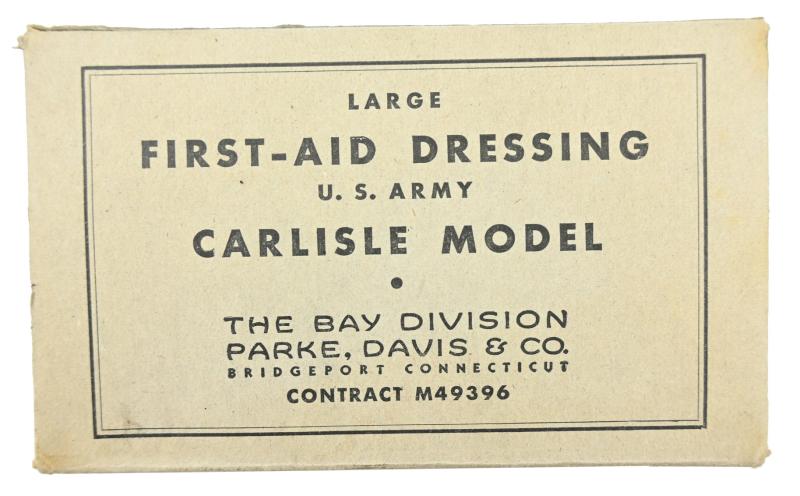 LARGE
FIRST-AID DRESSING
U. S. ARMY
CARLISLE MODEL
•
THE BAY DIVISION
PARKE, DAVIS & CO.
BRIDGEPORT CONNECTICUT
CONTRACT M49396